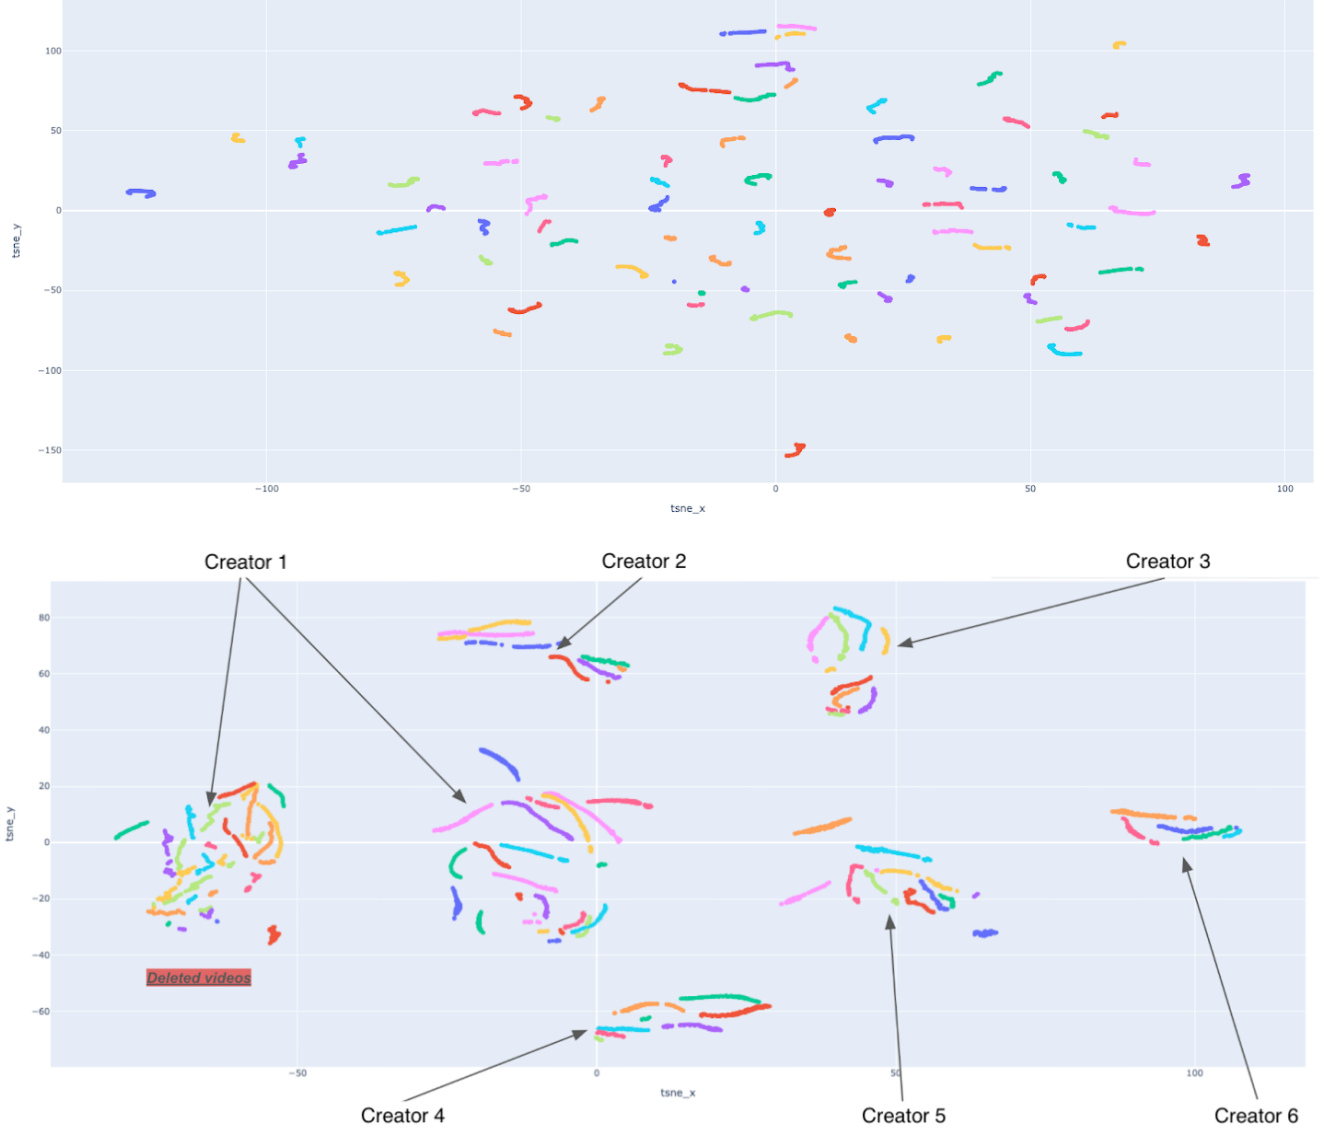 100
50
0
−50
−100
−150
tsne_y
−100 −50 0 50 100
tsne_x
Creator 1 Creator 2 Creator 3
80
60
40
20
0
−20
−40
−60
tsne_y
Deleted videos
−50 0 50 100
tsne_x
Creator 4 Creator 5 Creator 6